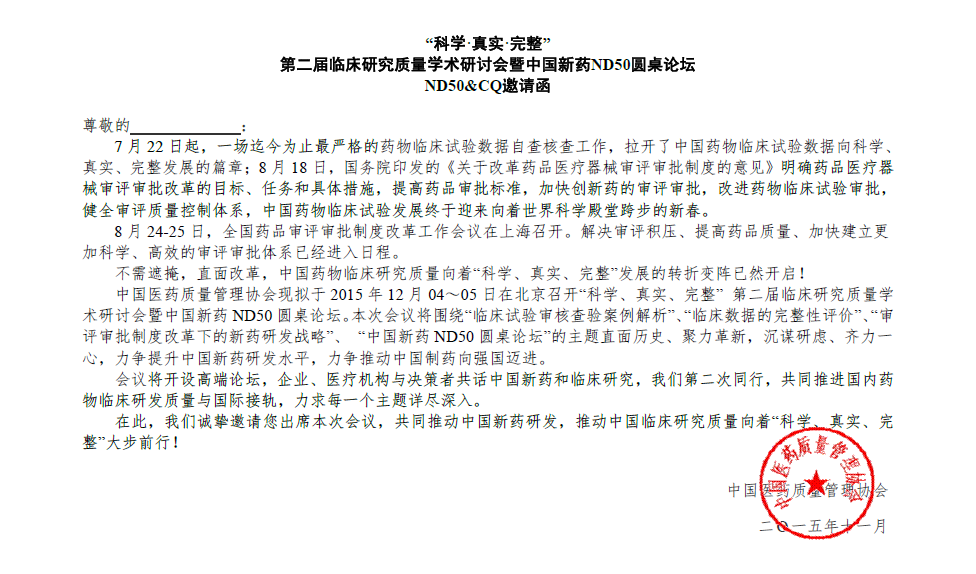 “科学·真实·完整”
第二届临床研究质量学术研讨会暨中国新药ND50圆桌论坛
ND50&CQ邀请函
尊敬的______________：
7 月 22 日起，一场迄今为止最严格的药物临床试验数据自查核查工作，拉开了中国药物临床试验数据向科学、
真实、完整发展的篇章；8 月 18 日，国务院印发的《关于改革药品医疗器械审评审批制度的意见》明确药品医疗器
械审评审批改革的目标、任务和具体措施，提高药品审批标准，加快创新药的审评审批，改进药物临床试验审批，
健全审评质量控制体系，中国药物临床试验发展终于迎来向着世界科学殿堂跨步的新春。
8 月 24-25 日，全国药品审评审批制度改革工作会议在上海召开。解决审评积压、提高药品质量、加快建立更
加科学、高效的审评审批体系已经进入日程。
不需遮掩，直面改革，中国药物临床研究质量向着“科学、真实、完整”发展的转折变阵已然开启！
中国医药质量管理协会现拟于 2015 年 12 月 04～05 日在北京召开“科学、真实、完整” 第二届临床研究质量学
术研讨会暨中国新药 ND50 圆桌论坛。本次会议将围绕“临床试验审核查验案例解析”、“临床数据的完整性评价”、“审
评审批制度改革下的新药研发战略”、 “中国新药 ND50 圆桌论坛”的主题直面历史、聚力革新，沉谋研虑、齐力一
心，力争提升中国新药研发水平，力争推动中国制药向强国迈进。
会议将开设高端论坛，企业、医疗机构与决策者共话中国新药和临床研究，我们第二次同行，共同推进国内药
物临床研发质量与国际接轨，力求每一个主题详尽深入。
在此，我们诚挚邀请您出席本次会议，共同推动中国新药研发，推动中国临床研究质量向着“科学、真实、完
整”大步前行！
中国医药质量管理协会
中国医药质量管理协会
二〇一五年十一月